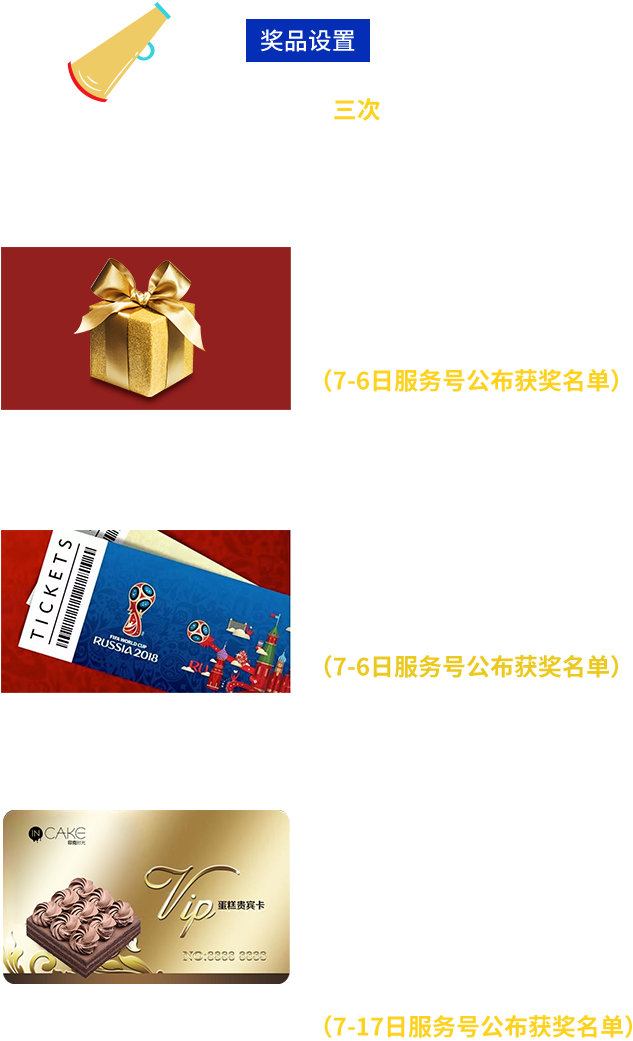 奖品设置
三次
（7-6日服务号公布获奖名单）
TICKETS
FIFA WORLD CUP
RUSSIA 2018
（7-6日服务号公布获奖名单）
IN CAKE
印克时光
Vip 蛋糕贵宾卡
NO:8888 8888
（7-17日服务号公布获奖名单）